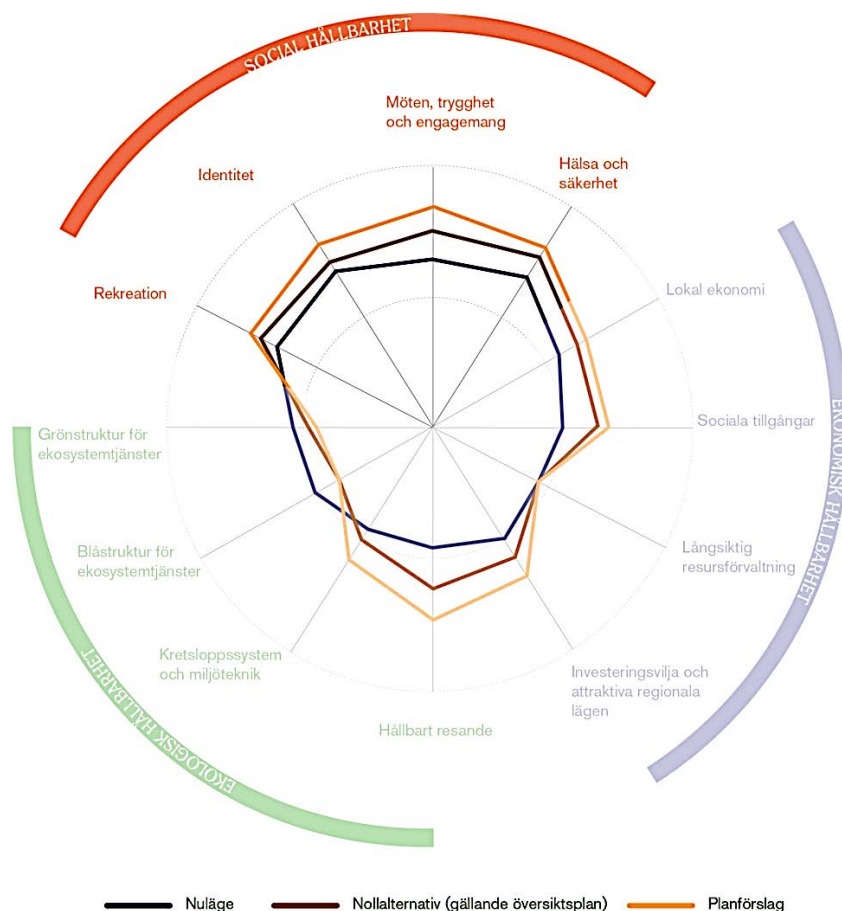 SOCIAL HÅLLBARHET
Möten, trygghet
och engagemang
Identitet
Hälsa och
säkerhet
Rekreation
Lokal ekonomi
EKONOMISK HÅLLBARHET
Sociala tillgångar
Grönstruktur för
ekosystemtjänster
Långsiktig
resursförvaltning
Blåstruktur för
ekosystemtjänster
EKOLOGISK HÅLLBARHET
Kretsloppssystem
och miljöteknik
Investeringsvilja och
attraktiva regionala
lägen
Hållbart resande
Nuläge
Nollalternativ (gällande översiktsplan)
Planförslag